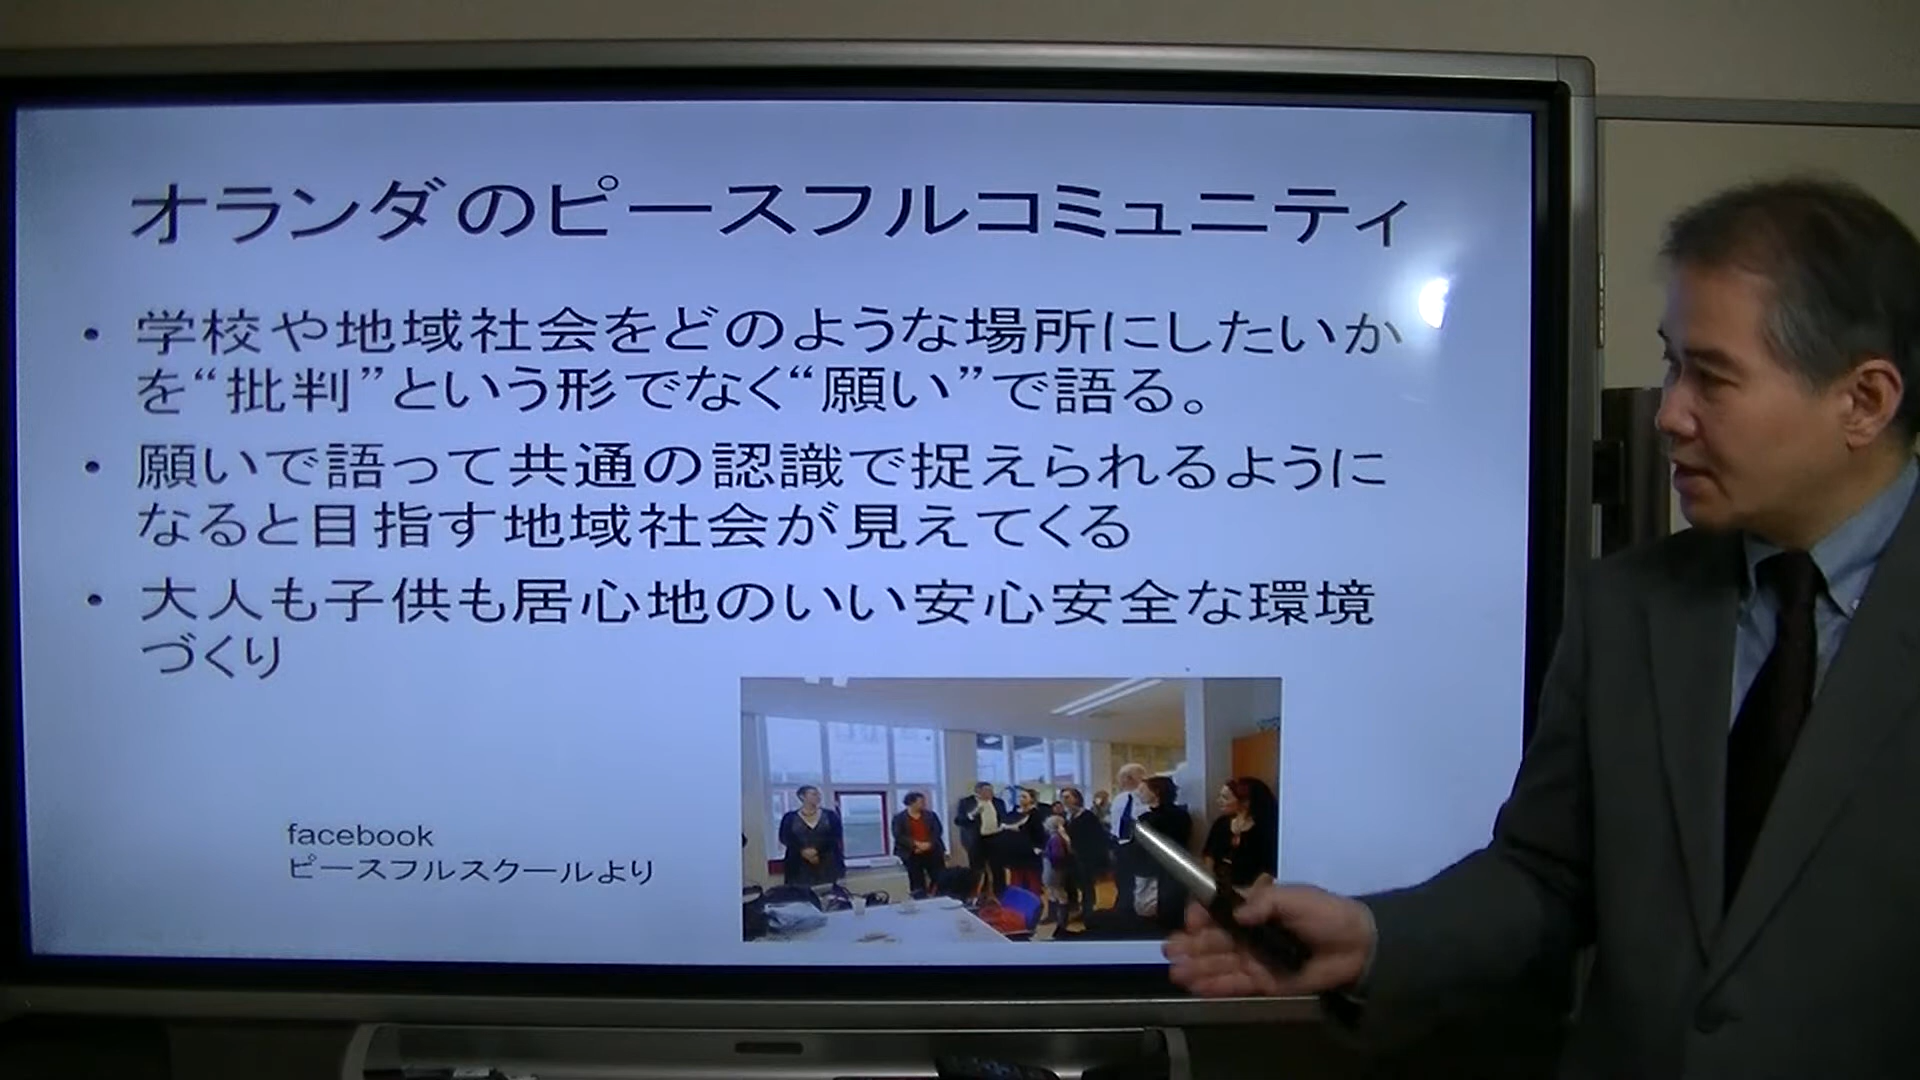 オランダのピースフルコミュニティ
• 学校や地域社会をどのような場所にしたいか
を“批判”という形でなく“願い”で語る。
• 願いで語って共通の認識で捉えられるように
なると目指す地域社会が見えてくる
• 大人も子供も居心地のいい安心安全な環境
づくり
facebook
ピースフルスクールより